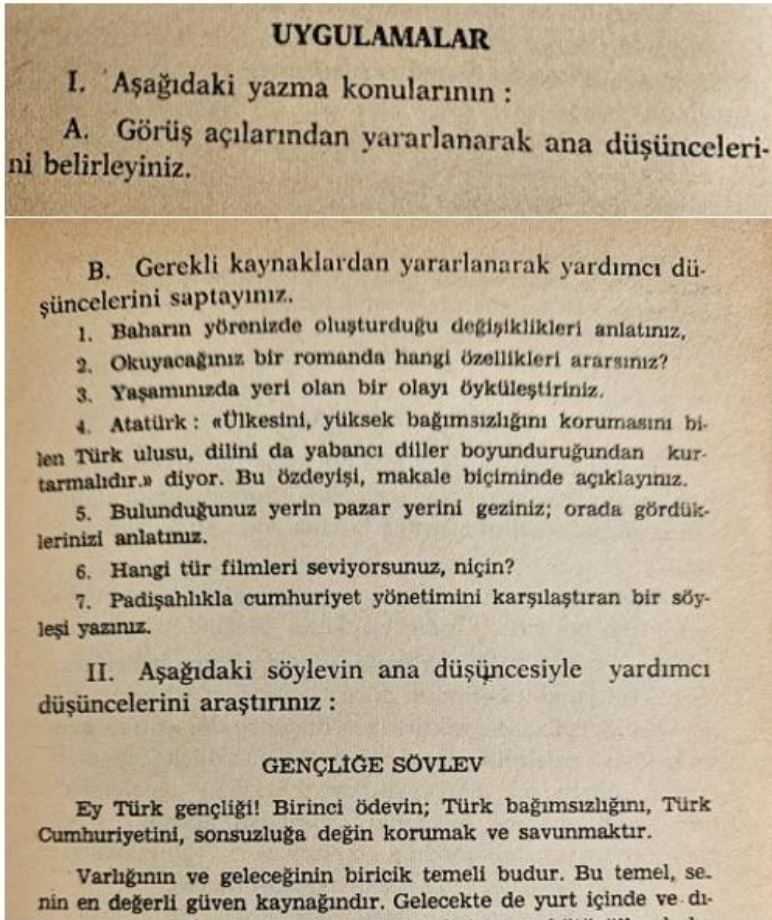 UYGULAMALAR
I. Aşağıdaki yazma konularının :
A. Görüş açılarından yararlanarak ana düşünceleri-
ni belirleyiniz.
B. Gerekli kaynaklardan yararlanarak yardımcı dü-
şüncelerini saptayınız.
1. Baharın yörenizde oluşturduğu değişiklikleri anlatınız,
2. Okuyacağınız bir romanda hangi özellikleri ararsınız?
3. Yaşamınızda yeri olan bir olayı öyküleştiriniz.
4. Atatürk : «Ülkesini, yüksek bağımsızlığını korumasını bi-
len Türk ulusu, dilini da yabancı diller boyunduruğundan kur-
tarmalıdır.» diyor. Bu özdeyişi, makale biçiminde açıklayınız.
5. Bulunduğunuz yerin pazar yerini geziniz; orada gördük-
lerinizi anlatınız.
6. Hangi tür filmleri seviyorsunuz, niçin?
7. Padişahlıkla cumhuriyet yönetimini karşılaştıran bir söy-
leşi yazınız.
II. Aşağıdaki söylevin ana düşüncesiyle yardımcı
düşüncelerini araştırınız :
GENÇLİĞE SÖVLEV
Ey Türk gençliği! Birinci ödevin; Türk bağımsızlığını, Türk
Cumhuriyetini, sonsuzluğa değin korumak ve savunmaktır.
Varlığının ve geleceğinin biricik temeli budur. Bu temel, se-
nin en değerli güven kaynağındır. Gelecekte de yurt içinde ve dı-